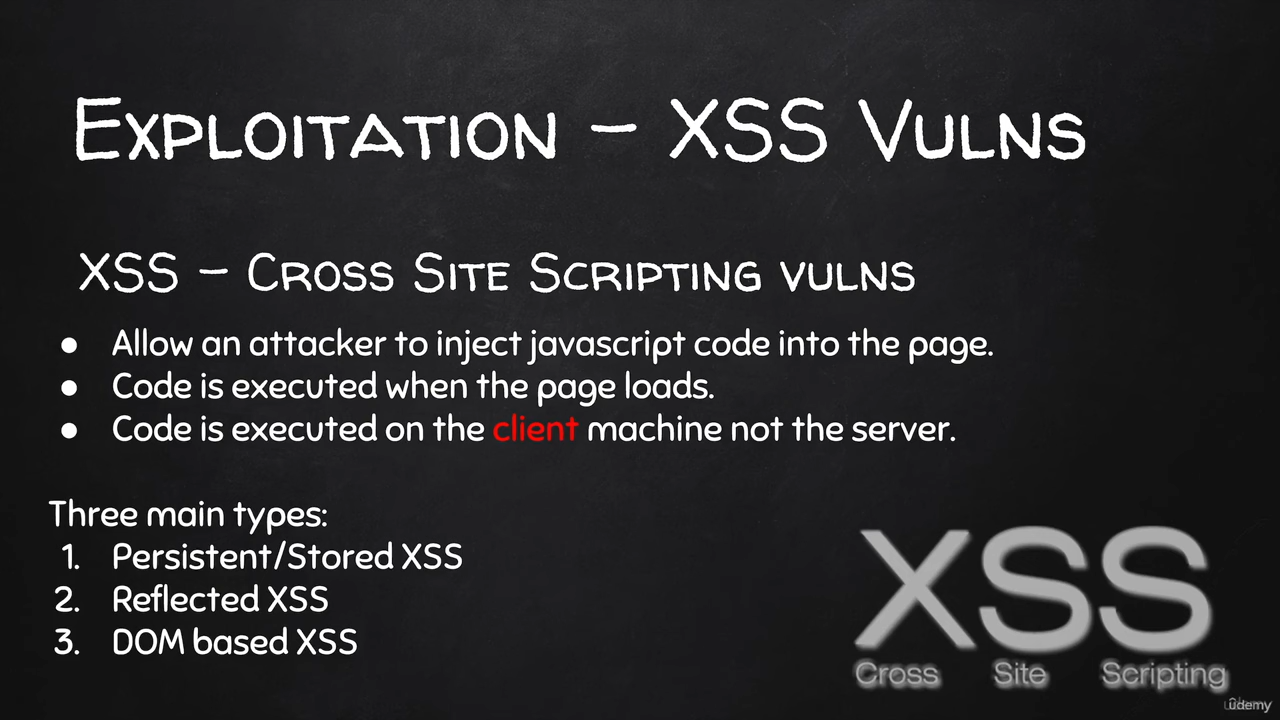 Exploitation – XSS Vulns
XSS – Cross Site Scripting vulns
● Allow an attacker to inject javascript code into the page.
● Code is executed when the page loads.
● Code is executed on the client machine not the server.
Three main types:
1. Persistent/Stored XSS
2. Reflected XSS
3. DOM based XSS
XSS
Cross Site Scripting
ûdemy